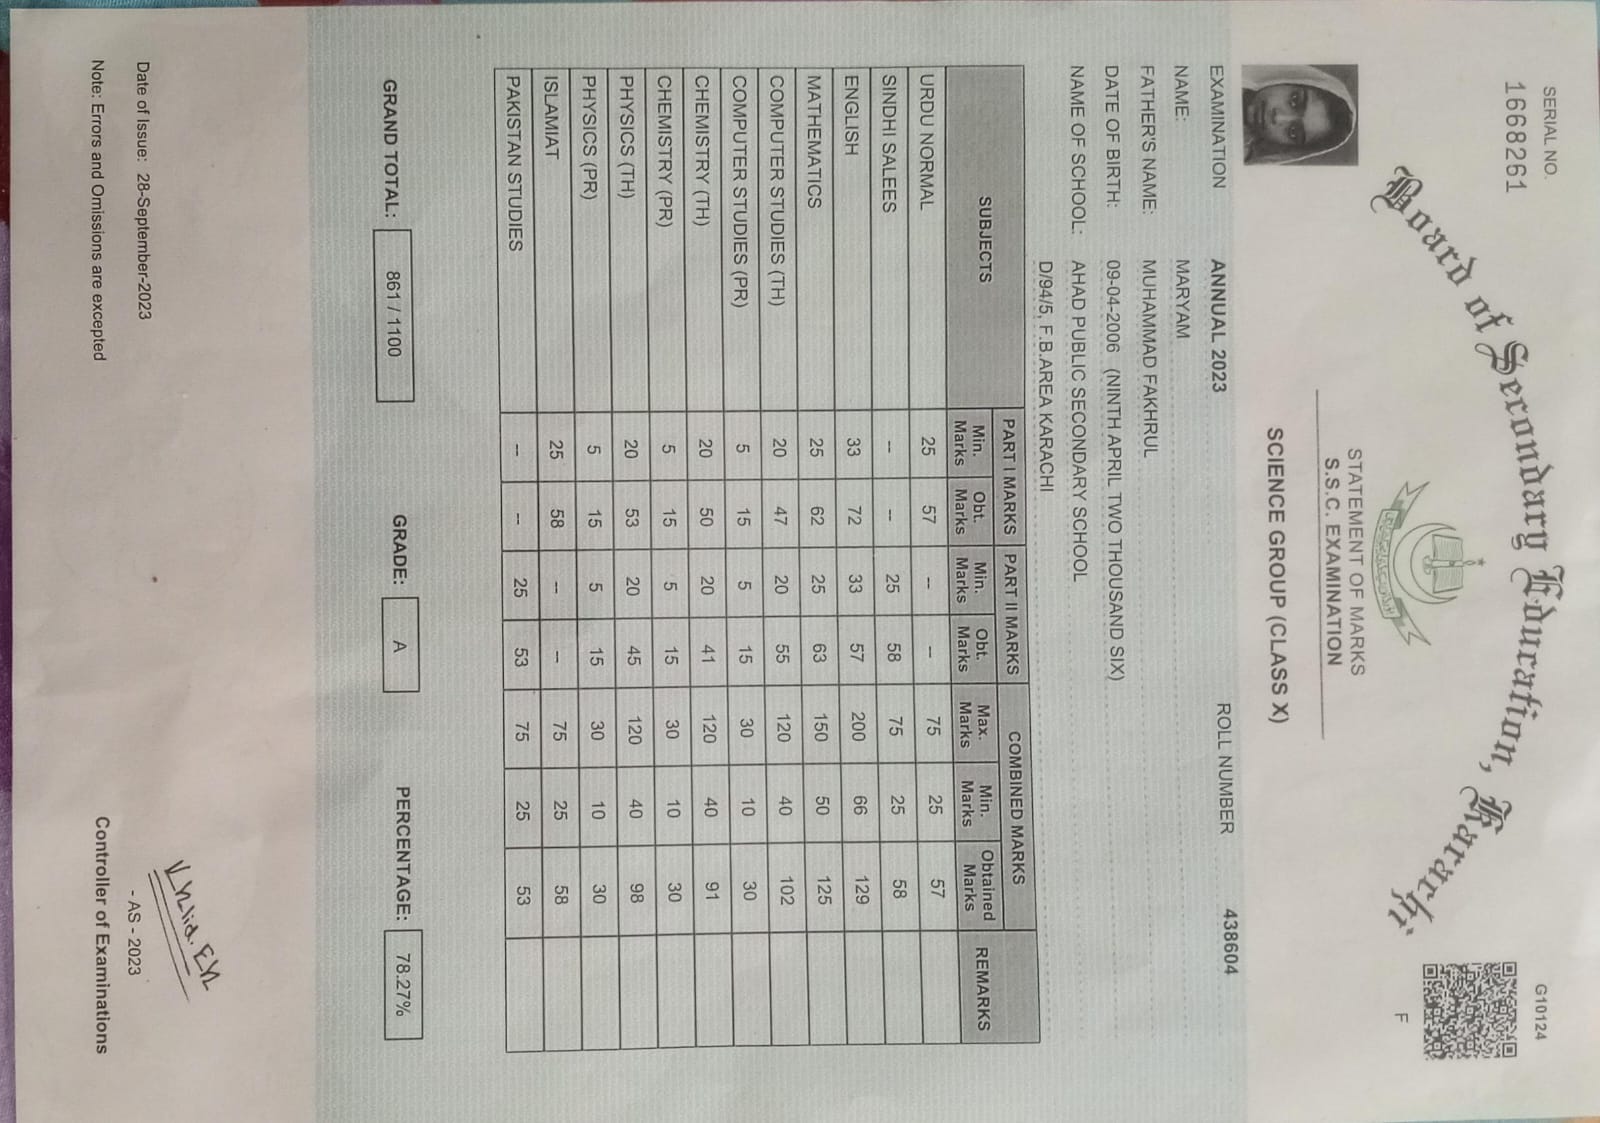 SERIAL NO.
1668261
G10124
F
Board of Secondary Education, Karachi.
STATEMENT OF MARKS
S.S.C. EXAMINATION
SCIENCE GROUP (CLASS X)
EXAMINATION ANNUAL 2023 ROLL NUMBER 438604
NAME: MARYAM
FATHER'S NAME: MUHAMMAD FAKHRUL
DATE OF BIRTH: 09-04-2006 (NINTH APRIL TWO THOUSAND SIX)
NAME OF SCHOOL: AHAD PUBLIC SECONDARY SCHOOL
D/94/5, F.B.AREA KARACHI
SUBJECTS PART I MARKS PART II MARKS COMBINED MARKS REMARKS
Min. Marks Obt. Marks Min. Marks Obt. Marks Max. Marks Min. Marks Obtained Marks
URDU NORMAL 25 57 -- -- 75 25 57
SINDHI SALEES -- -- 25 58 75 25 58
ENGLISH 33 72 33 57 200 66 129
MATHEMATICS 25 62 25 63 150 50 125
COMPUTER STUDIES (TH) 20 47 20 55 120 40 102
COMPUTER STUDIES (PR) 5 15 5 15 30 10 30
CHEMISTRY (TH) 20 50 20 41 120 40 91
CHEMISTRY (PR) 5 15 5 15 30 10 30
PHYSICS (TH) 20 53 20 45 120 40 98
PHYSICS (PR) 5 15 5 15 30 10 30
ISLAMIAT 25 58 -- -- 75 25 58
PAKISTAN STUDIES -- -- 25 53 75 25 53
GRAND TOTAL: 861 / 1100 GRADE: A PERCENTAGE: 78.27%
Date of Issue: 28-September-2023
- AS - 2023
Note: Errors and Omissions are excepted
Controller of Examinations